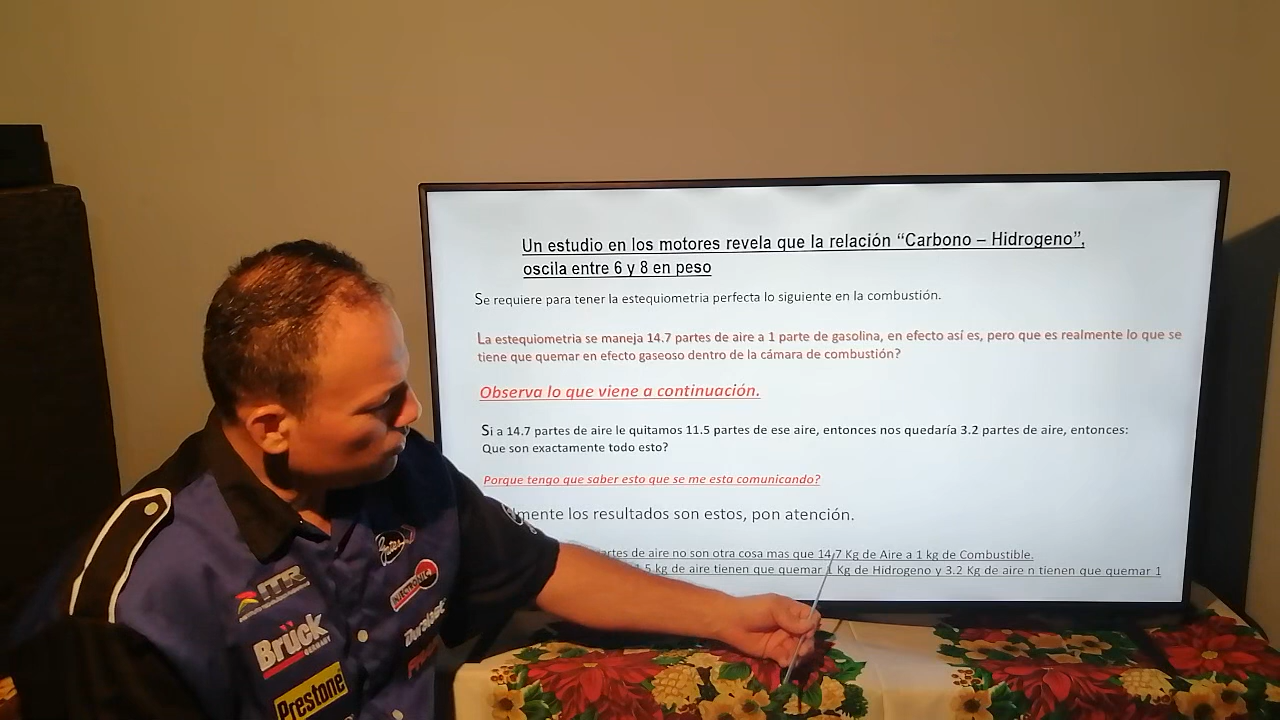 Un estudio en los motores revela que la relación “Carbono – Hidrogeno”,
oscila entre 6 y 8 en peso
Se requiere para tener la estequiometria perfecta lo siguiente en la combustión.
La estequiometria se maneja 14.7 partes de aire a 1 parte de gasolina, en efecto así es, pero que es realmente lo que se
tiene que quemar en efecto gaseoso dentro de la cámara de combustión?
Observa lo que viene a continuación.
Si a 14.7 partes de aire le quitamos 11.5 partes de ese aire, entonces nos quedaría 3.2 partes de aire, entonces:
Que son exactamente todo esto?
Porque tengo que saber esto que se me esta comunicando?
los resultados son estos, pon atención.
de aire no son otra cosa mas que 14.7 Kg de Aire a 1 kg de Combustible.
kg de aire tienen que quemar 1 Kg de Hidrogeno y 3.2 Kg de aire n tienen que quemar 1
Gates
INJETECH
Brück
GERMANY
Prestone